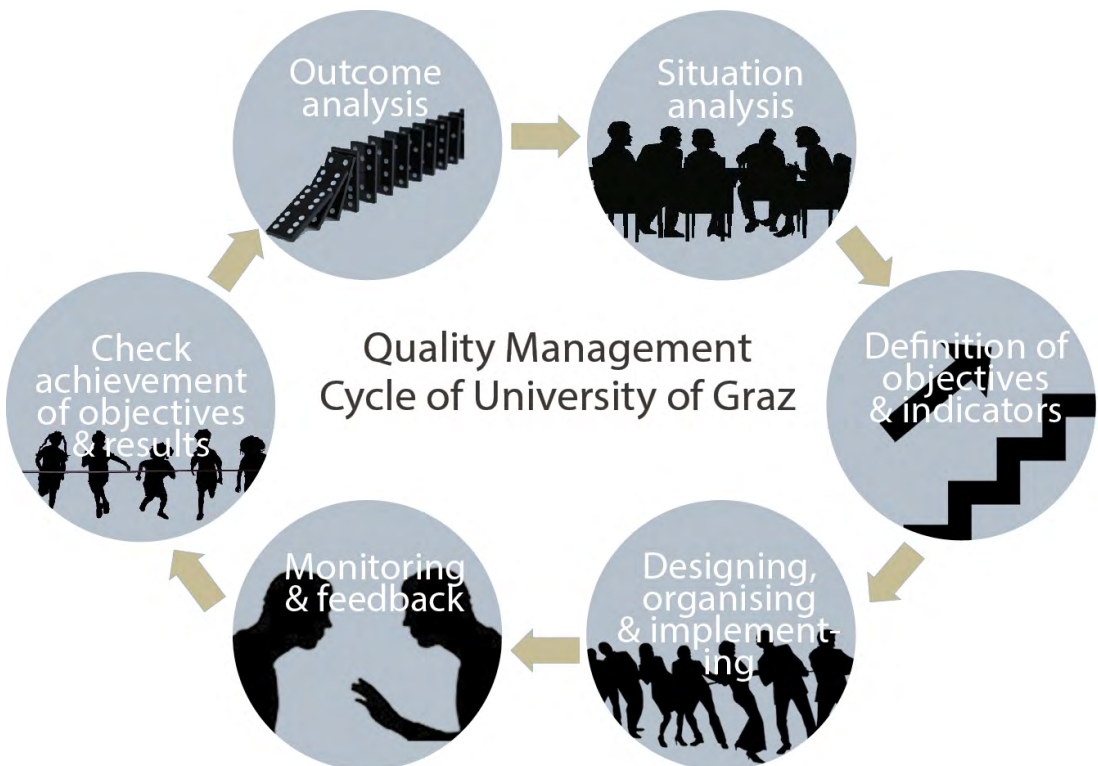 Outcome
analysis
Situation
analysis
Definition of
objectives
& indicators
Designing,
organising
& implement-
ing
Monitoring
& feedback
Check
achievement
of objectives
& results
Quality Management
Cycle of University of Graz